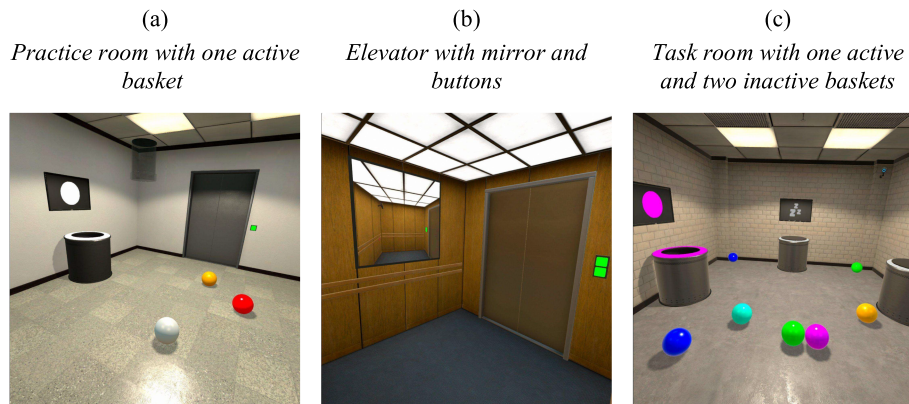 (a)
Practice room with one active
basket
(b)
Elevator with mirror and
buttons
(c)
Task room with one active
and two inactive baskets